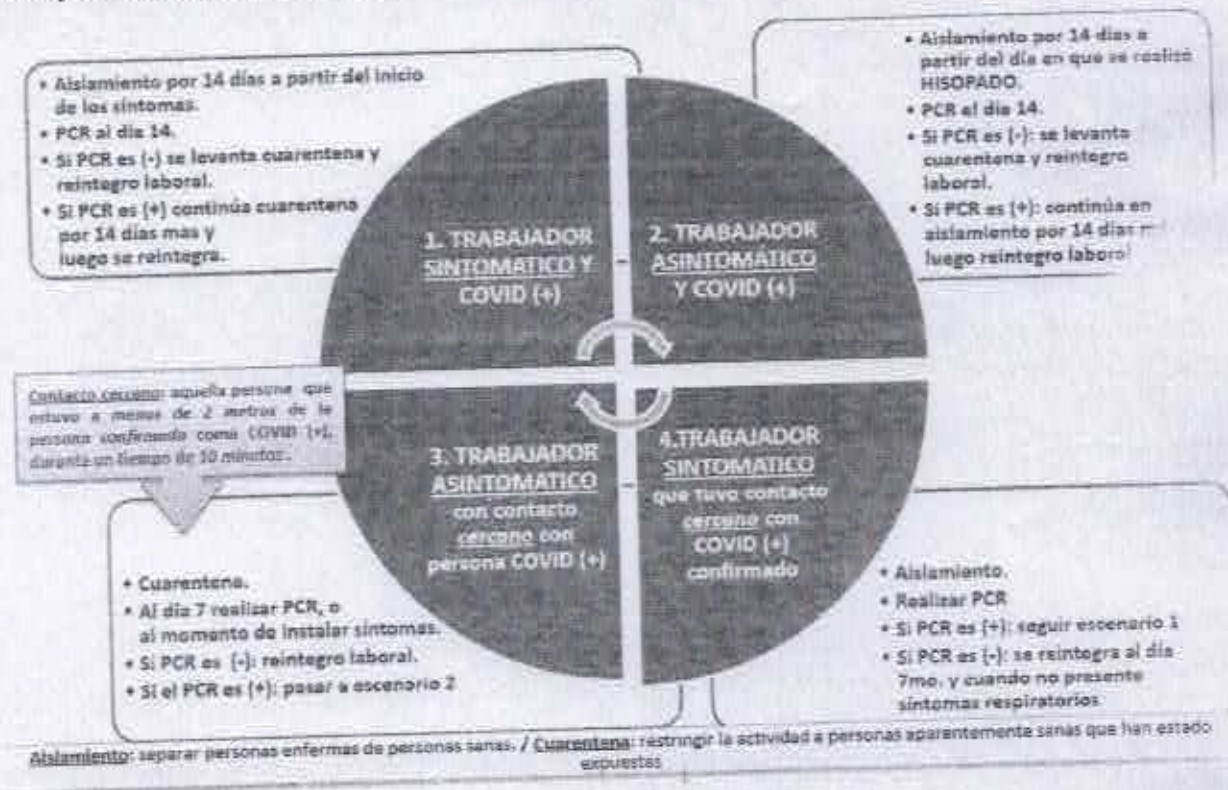 • Aislamiento por 14 días a partir del inicio
de los síntomas.
• PCR al día 14.
• Si PCR es (-) se levanta cuarentena y
reintegro laboral.
• Si PCR es (+) continúa cuarentena
por 14 días mas y
luego se reintegra.
• Aislamiento por 14 días a
partir del día en que se realizó
HISOPADO.
• PCR el día 14.
• Si PCR es (-): se levanta
cuarentena y reintegro
laboral.
• Si PCR es (+): continúa en
aislamiento por 14 días
luego reintegro laboral
1. TRABAJADOR
SINTOMATICO Y
COVID (+)
2. TRABAJADOR
ASINTOMATICO
Y COVID (+)
Contacto cercano: aquella persona que
estuvo a menos de 2 metros de la
persona confirmada como COVID (+),
durante un tiempo de 10 minutos.
3. TRABAJADOR
ASINTOMATICO
con contacto
cercano con
persona COVID (+)
4.TRABAJADOR
SINTOMATICO
que tuvo contacto
cercano con
COVID (+)
confirmado
• Cuarentena.
• Al día 7 realizar PCR, o
al momento de instalar síntomas.
• Si PCR es (-): reintegro laboral.
• Si el PCR es (+): pasar a escenario 2
• Aislamiento.
• Realizar PCR
• Si PCR es (+): seguir escenario 1
• Si PCR es (-): se reintegra al día
7mo. y cuando no presente
síntomas respiratorios
Aislamiento: separar personas enfermas de personas sanas. / Cuarentena: restringir la actividad a personas aparentemente sanas que han estado
expuestas